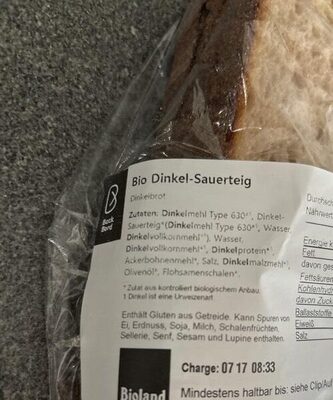 Back
Bord
Bio Dinkel-Sauerteig
Dinkelbrot
Zutaten: Dinkelmehl Type 630*¹, Dinkel-
Sauerteig*(Dinkelmehl Type 630*¹, Wasser,
Dinkelvollkornmehl*¹), Wasser,
Dinkelvollkornmehl*¹, Dinkelprotein*¹,
Ackerbohnenmehl*, Salz, Dinkelmalzmehl*¹,
Olivenöl*, Flohsamenschalen*.
* Zutat aus kontrolliert biologischem Anbau.
¹ Dinkel ist eine Urweizenart
Enthält Gluten aus Getreide. Kann Spuren von
Ei, Erdnuss, Soja, Milch, Schalenfrüchten,
Sellerie, Senf, Sesam und Lupine enthalten.
Bioland
Charge: 07 17 08:33
Mindestens haltbar bis: siehe Clip/Auf
Durchsch
Nährwer
Energie k
Fett
davon ges
Fettsäuren
Kohlenhydr
davon Zuck
Ballaststoffe
Eiweiß
Salz